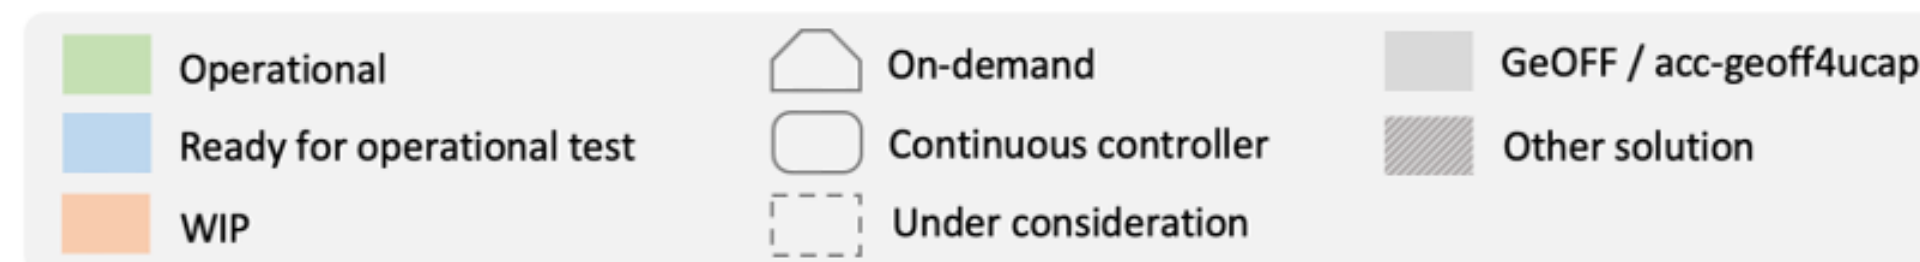 Operational
Ready for operational test
WIP
On-demand
Continuous controller
Under consideration
GeOFF / acc-geoff4ucap
Other solution